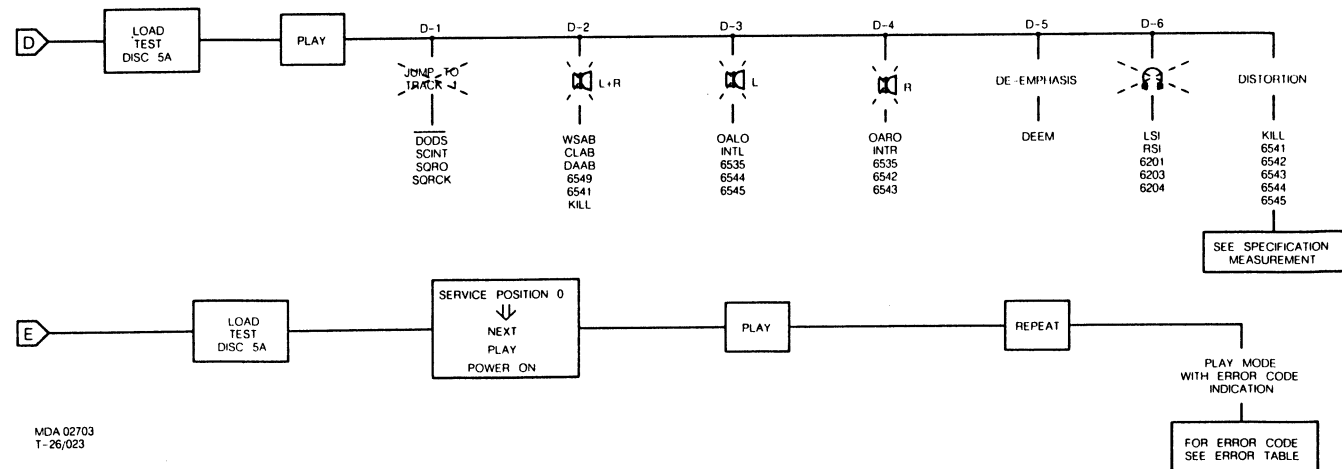 D
LOAD
TEST
DISC 5A
PLAY
D-1
JUMP TO
TRACK 1
DODS
SCINT
SQRO
SQRCK
D-2
L+R
WSAB
CLAB
DAAB
6549
6541
KILL
D-3
L
OALO
INTL
6535
6544
6545
D-4
R
OARO
INTR
6535
6542
6543
D-5
DE-EMPHASIS
DEEM
D-6
LSI
RSI
6201
6203
6204
DISTORTION
KILL
6541
6542
6543
6544
6545
SEE SPECIFICATION
MEASUREMENT
E
LOAD
TEST
DISC 5A
SERVICE POSITION 0
NEXT
PLAY
POWER ON
PLAY
REPEAT
PLAY MODE
WITH ERROR CODE
INDICATION
FOR ERROR CODE
SEE ERROR TABLE
MDA 02703
T-26/023